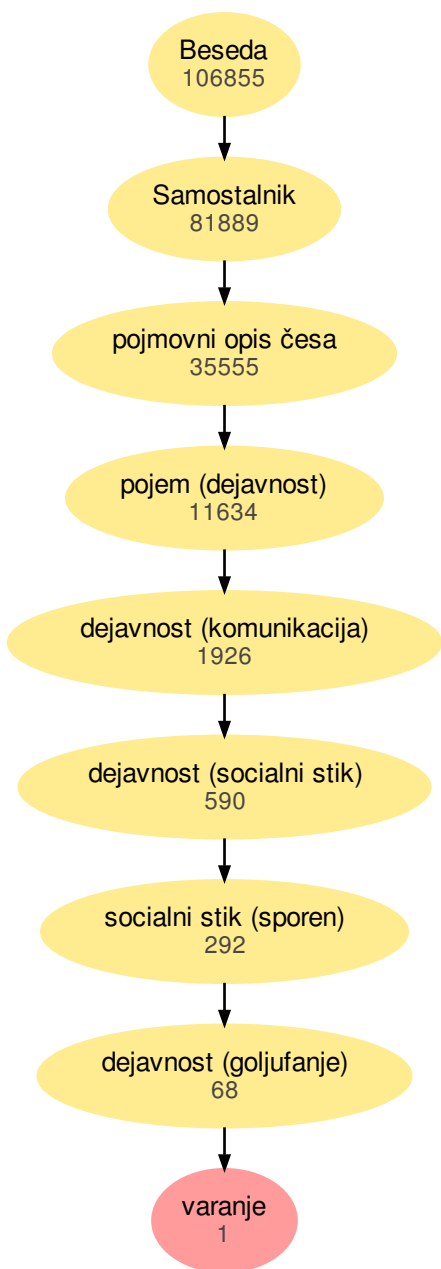 Beseda
106855
Samostalnik
81889
pojmovni opis česa
35555
pojem (dejavnost)
11634
dejavnost (komunikacija)
1926
dejavnost (socialni stik)
590
socialni stik (sporen)
292
dejavnost (goljufanje)
68
varanje
1